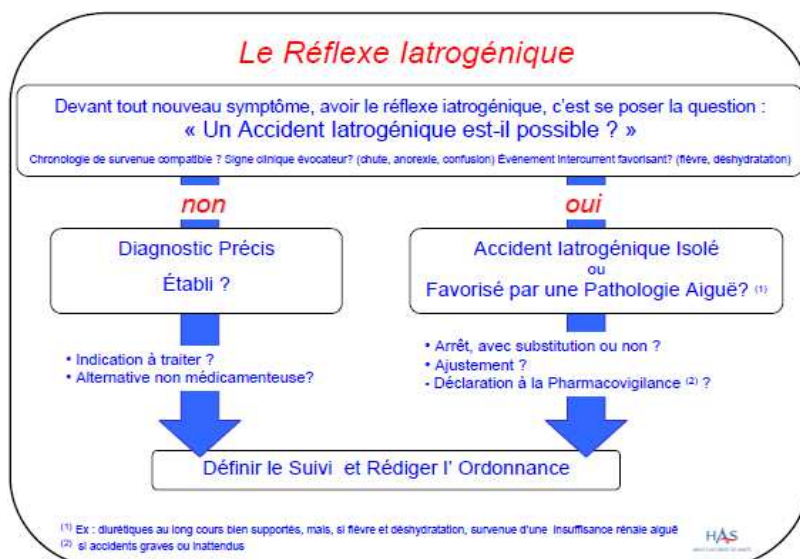 Le Réflexe Iatrogénique
Devant tout nouveau symptôme, avoir le réflexe iatrogénique, c'est se poser la question :
« Un Accident Iatrogénique est-il possible ? »
Chronologie de survenue compatible ? Signe clinique évocateur? (chute, anorexie, confusion) Évènement intercurrent favorisant? (fièvre, déshydratation)
non
oui
Diagnostic Précis
Établi ?
Accident Iatrogénique Isolé
ou
Favorisé par une Pathologie Aiguë? (1)
• Indication à traiter ?
• Alternative non médicamenteuse?
• Arrêt, avec substitution ou non ?
• Ajustement ?
- Déclaration à la Pharmacovigilance (2) ?
Définir le Suivi et Rédiger l' Ordonnance
(1) Ex : diurétiques au long cours bien supportés, mais, si fièvre et déshydratation, survenue d'une insuffisance rénale aiguë
(2) si accidents graves ou inattendus
HAS